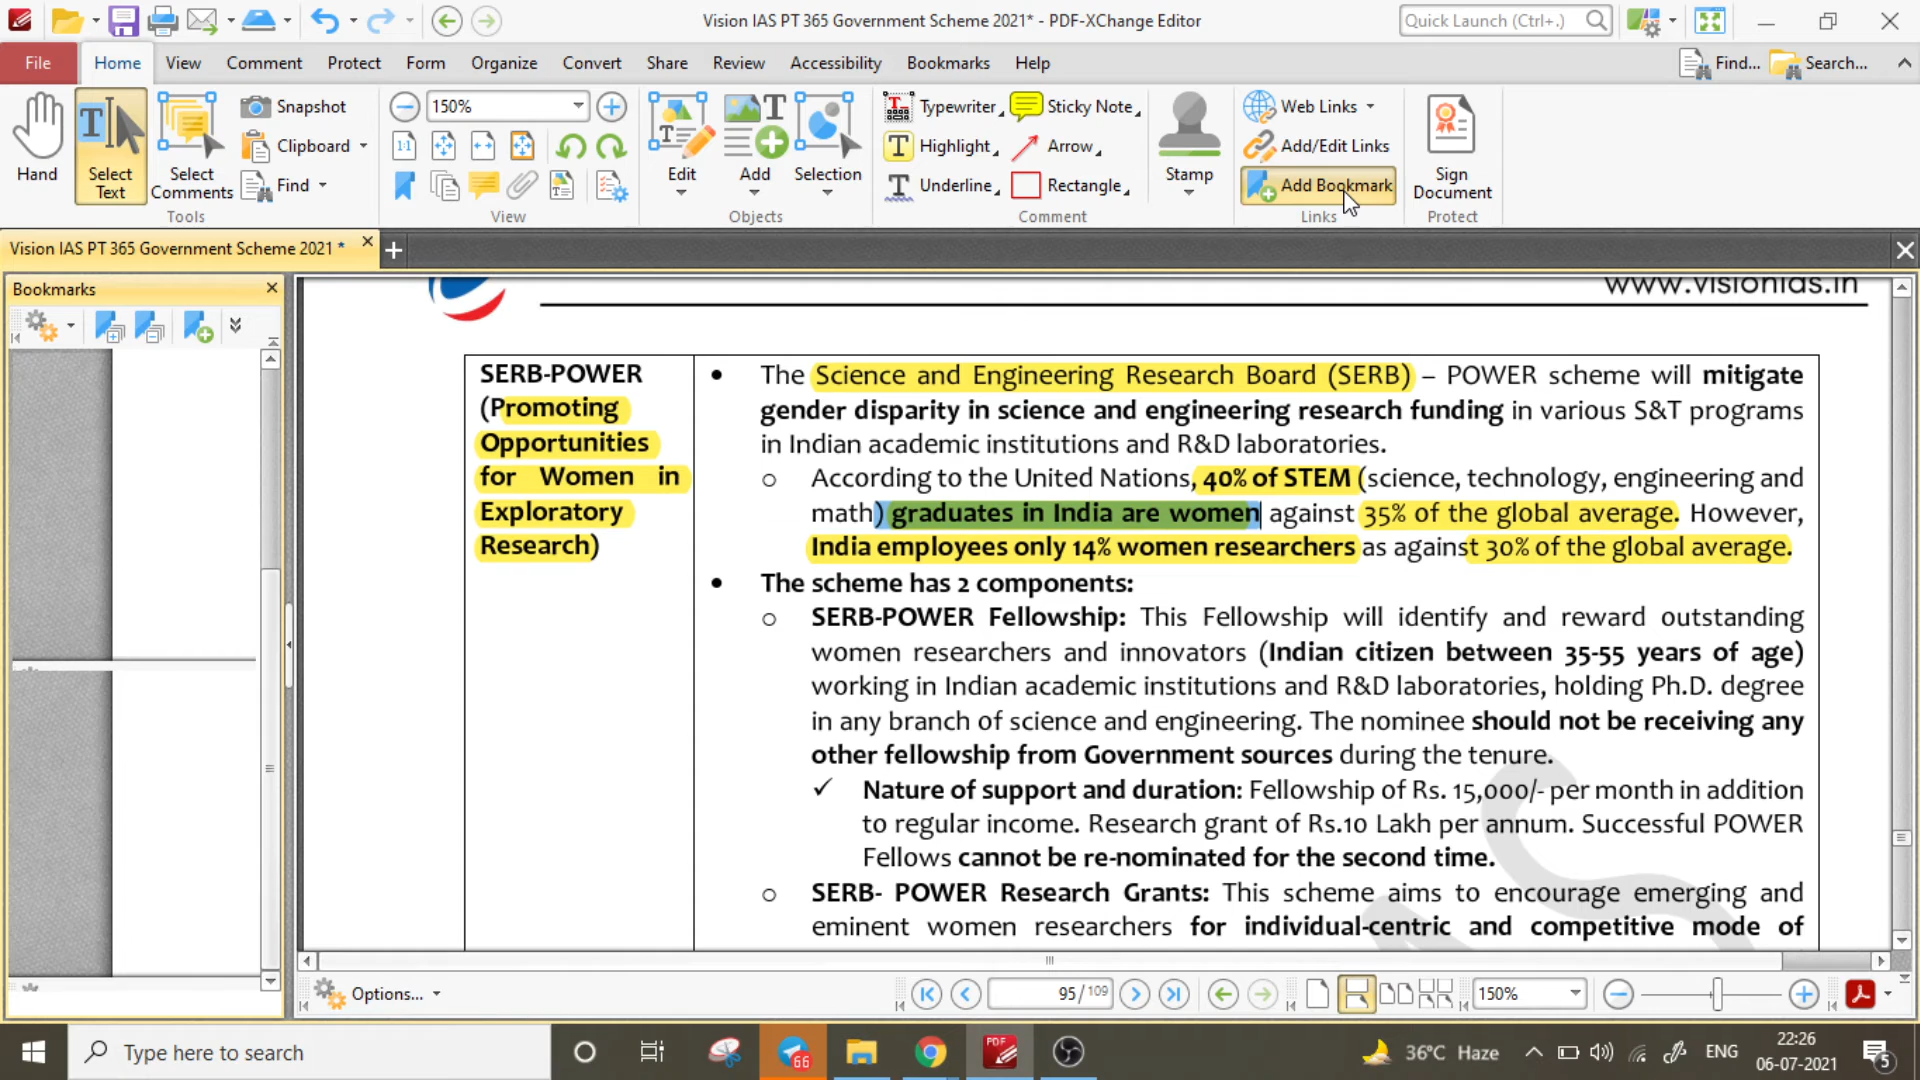 Vision IAS PT 365 Government Scheme 2021* - PDF-XChange Editor
Quick Launch (Ctrl+.)
File Home View Comment Protect Form Organize Convert Share Review Accessibility Bookmarks Help Find... Search...
Hand
Select Text
Select Comments
Snapshot
Clipboard
Find
Tools
150%
1:1
View
Edit
Add
Selection
Objects
Typewriter
Highlight
Underline
Sticky Note
Arrow
Rectangle
Stamp
Comment
Web Links
Add/Edit Links
Add Bookmark
Links
Sign Document
Protect
Vision IAS PT 365 Government Scheme 2021 *
Bookmarks
www.visionias.in
SERB-POWER
(Promoting
Opportunities
for Women in
Exploratory
Research)
• The Science and Engineering Research Board (SERB) – POWER scheme will mitigate
gender disparity in science and engineering research funding in various S&T programs
in Indian academic institutions and R&D laboratories.
o According to the United Nations, 40% of STEM (science, technology, engineering and
math) graduates in India are women against 35% of the global average. However,
India employees only 14% women researchers as against 30% of the global average.
• The scheme has 2 components:
o SERB-POWER Fellowship: This Fellowship will identify and reward outstanding
women researchers and innovators (Indian citizen between 35-55 years of age)
working in Indian academic institutions and R&D laboratories, holding Ph.D. degree
in any branch of science and engineering. The nominee should not be receiving any
other fellowship from Government sources during the tenure.
✓ Nature of support and duration: Fellowship of Rs. 15,000/- per month in addition
to regular income. Research grant of Rs.10 Lakh per annum. Successful POWER
Fellows cannot be re-nominated for the second time.
o SERB- POWER Research Grants: This scheme aims to encourage emerging and
eminent women researchers for individual-centric and competitive mode of
Options...
95 / 109
150%
Type here to search
66
PDF
36°C Haze
ENG
22:26
06-07-2021
5